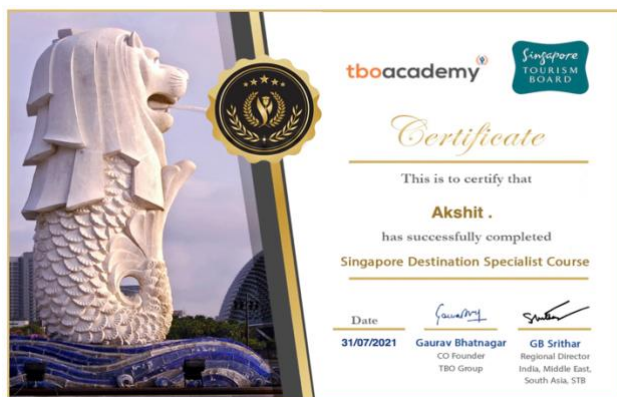 tboacademy
Singapore
TOURISM
BOARD
Certificate
This is to certify that
Akshit .
has successfully completed
Singapore Destination Specialist Course
Date
31/07/2021
Gaurav Bhatnagar
CO Founder
TBO Group
GB Srithar
Regional Director
India, Middle East,
South Asia, STB